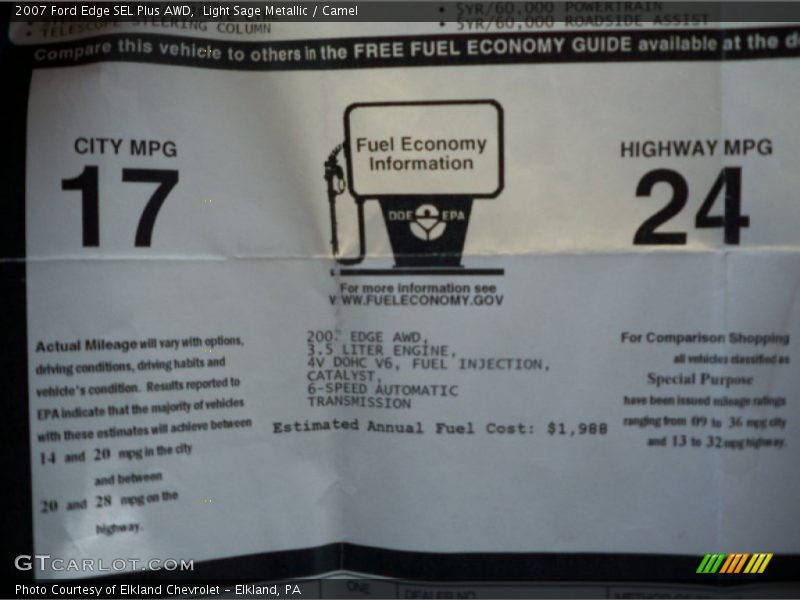 2007 Ford Edge SEL Plus AWD,  Light Sage Metallic / Camel
• TELESCOPE STEERING COLUMN
• 5YR/60,000 POWERTRAIN
• 5YR/60,000 ROADSIDE ASSIST
Compare this vehicle to others in the FREE FUEL ECONOMY GUIDE available at the d
CITY MPG
17
Fuel Economy
Information
DOE EPA
HIGHWAY MPG
24
For more information see
WWW.FUELECONOMY.GOV
Actual Mileage will vary with options,
driving conditions, driving habits and
vehicle's condition. Results reported to
EPA indicate that the majority of vehicles
with these estimates will achieve between
14 and 20 mpg in the city
and between
20 and 28 mpg on the
highway.
200 EDGE AWD,
3.5 LITER ENGINE,
4V DOHC V6, FUEL INJECTION,
CATALYST,
6-SPEED AUTOMATIC
TRANSMISSION
Estimated Annual Fuel Cost: $1,988
For Comparison Shopping
all vehicles classified as
Special Purpose
have been issued mileage ratings
ranging from 09 to 36 mpg city
and 13 to 32 mpg highway.
GTCARLOT.COM
ONE
DEALER NO
METHOD OF
Photo Courtesy of Elkland Chevrolet - Elkland, PA